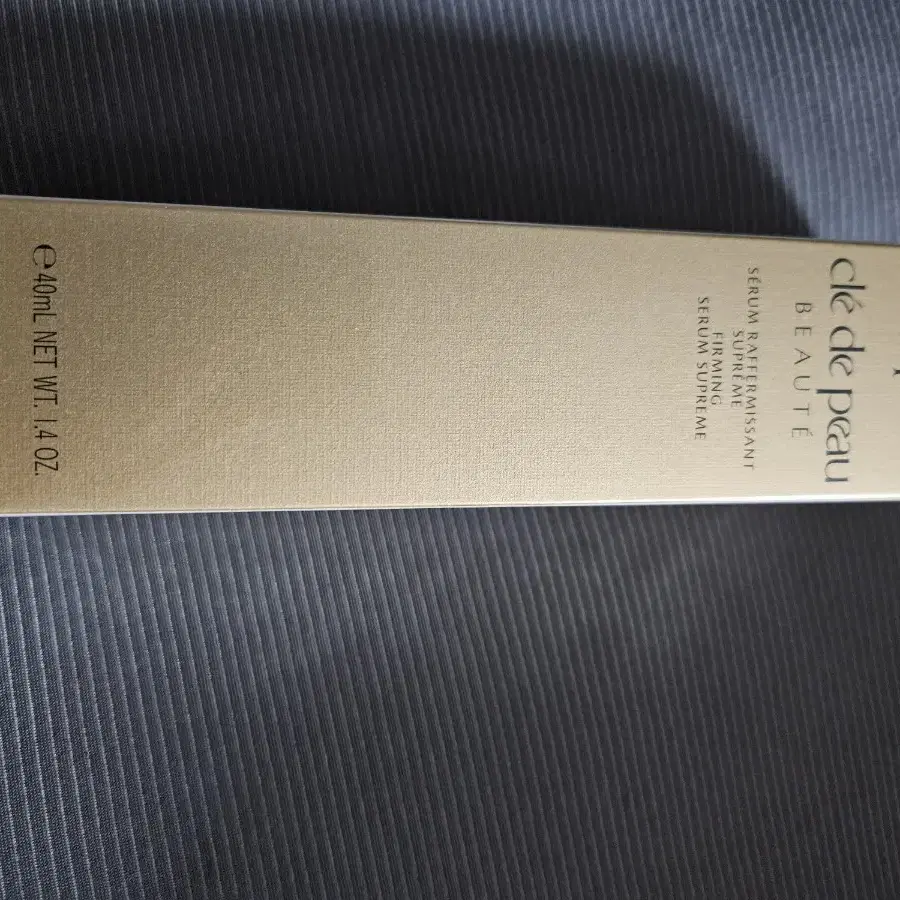 clé de peau
BEAUTÉ
SÉRUM RAFFERMISSANT
SUPRÊME
FIRMING
SERUM SUPREME
℮40mL NET WT. 1.4 OZ.